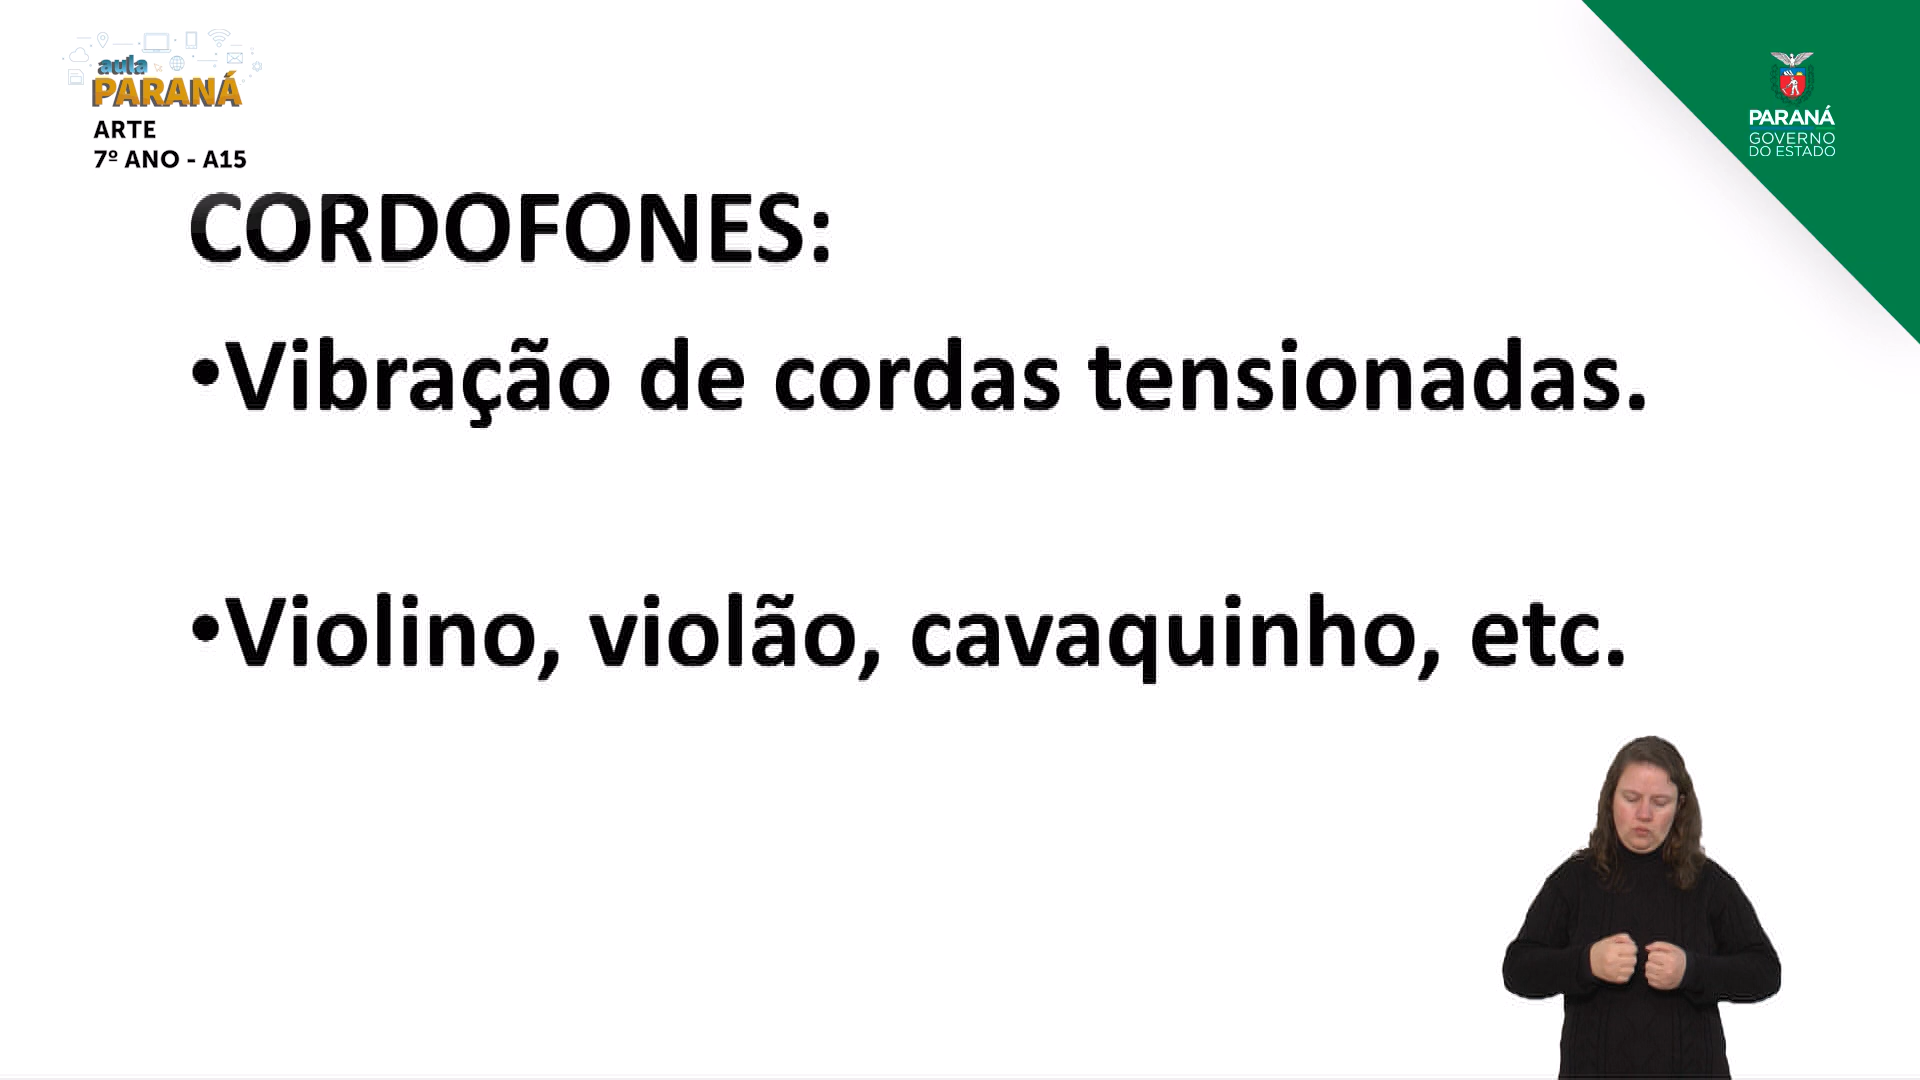 aula
PARANÁ
ARTE
7º ANO - A15
PARANÁ
GOVERNO
DO ESTADO
CORDOFONES:
•Vibração de cordas tensionadas.
•Violino, violão, cavaquinho, etc.